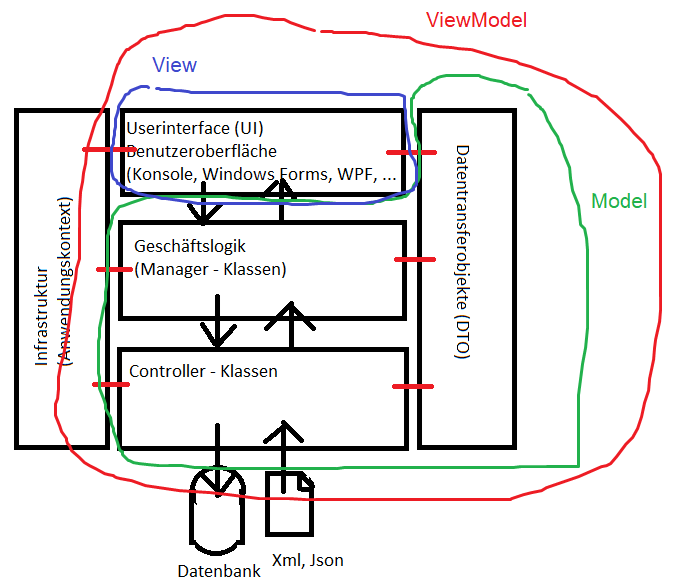 ViewModel
View
Userinterface (UI)
Benutzeroberfläche
(Konsole, Windows Forms, WPF, ...
Model
Geschäftslogik
(Manager - Klassen)
Infrastruktur
(Anwendungskontext)
Datentransferobjekte (DTO)
Controller - Klassen
Xml, Json
Datenbank